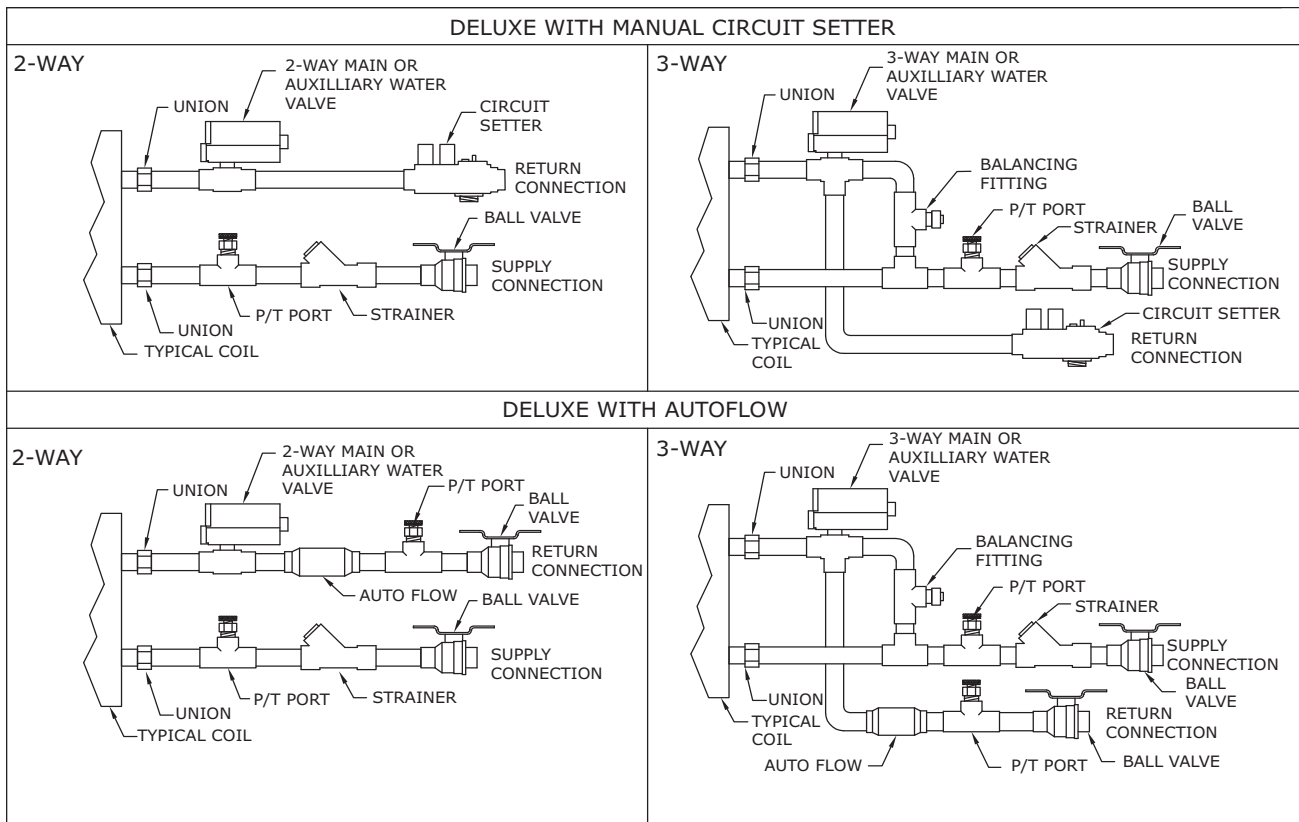 DELUXE WITH MANUAL CIRCUIT SETTER
2-WAY
2-WAY MAIN OR
AUXILLIARY WATER
VALVE
UNION
CIRCUIT
SETTER
RETURN
CONNECTION
BALL VALVE
SUPPLY
CONNECTION
P/T PORT
STRAINER
UNION
TYPICAL COIL
3-WAY
3-WAY MAIN OR
AUXILLIARY WATER
VALVE
UNION
BALANCING
FITTING
P/T PORT
BALL
VALVE
STRAINER
SUPPLY
CONNECTION
CIRCUIT SETTER
UNION
TYPICAL
COIL
RETURN
CONNECTION
DELUXE WITH AUTOFLOW
2-WAY
2-WAY MAIN OR
AUXILLIARY WATER
VALVE
UNION
P/T PORT
BALL
VALVE
RETURN
CONNECTION
AUTO FLOW
BALL VALVE
SUPPLY
CONNECTION
P/T PORT
STRAINER
UNION
TYPICAL COIL
3-WAY
3-WAY MAIN OR
AUXILLIARY WATER
VALVE
UNION
BALANCING
FITTING
P/T PORT
STRAINER
SUPPLY
CONNECTION
BALL
VALVE
UNION
TYPICAL
COIL
RETURN
CONNECTION
AUTO FLOW
P/T PORT
BALL VALVE